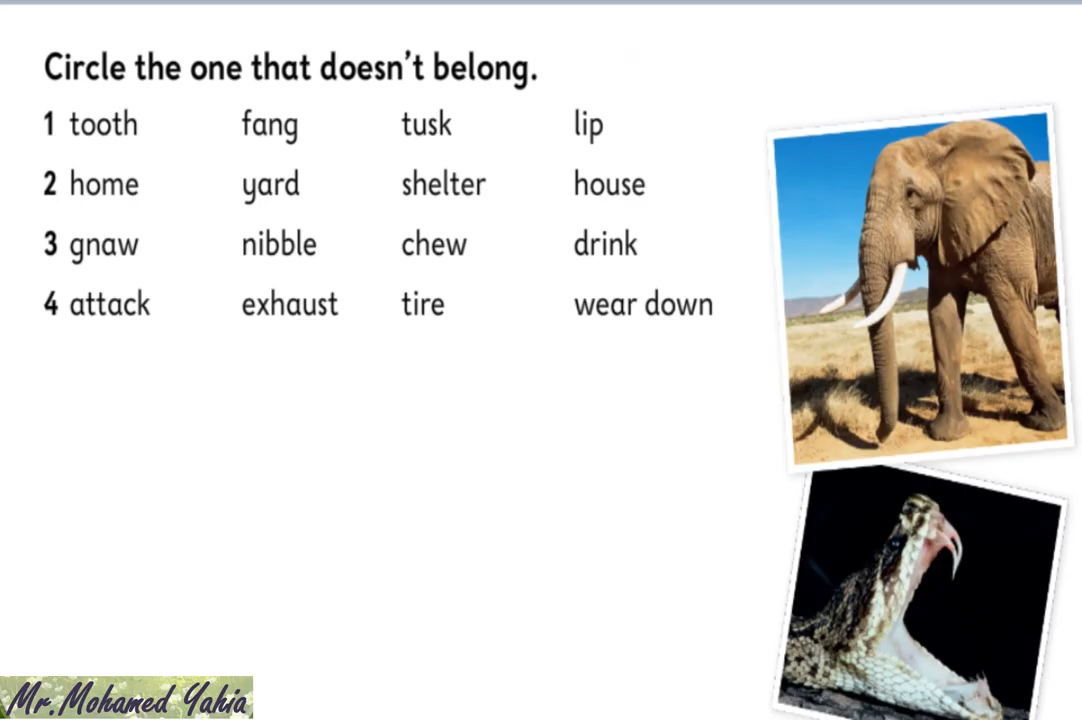 Circle the one that doesn't belong.
1 tooth fang tusk lip
2 home yard shelter house
3 gnaw nibble chew drink
4 attack exhaust tire wear down
Mr.Mohamed Yahia